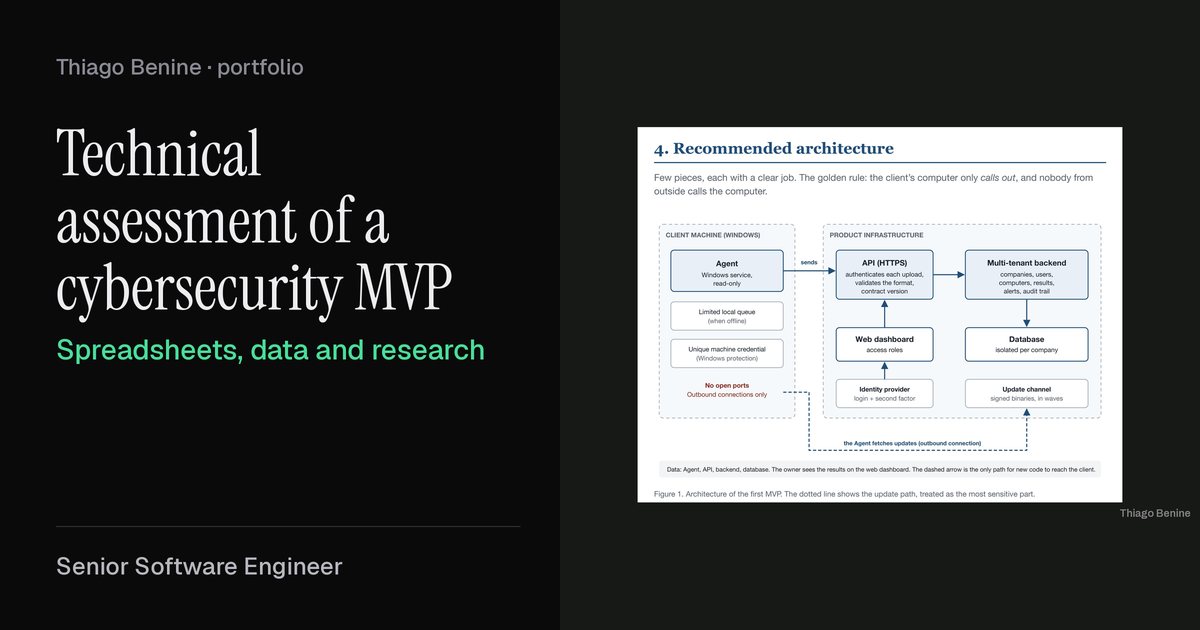 Thiago Benine · portfolio
Technical
assessment of a
cybersecurity MVP
Spreadsheets, data and research
Senior Software Engineer
4. Recommended architecture
Few pieces, each with a clear job. The golden rule: the client's computer only calls out, and nobody from
outside calls the computer.
CLIENT MACHINE (WINDOWS)
Agent
Windows service,
read-only
Limited local queue
(when offline)
Unique machine credential
(Windows protection)
No open ports
Outbound connections only
sends
PRODUCT INFRASTRUCTURE
API (HTTPS)
authenticates each upload,
validates the format,
contract version
Multi-tenant backend
companies, users,
computers, results,
alerts, audit trail
Web dashboard
access roles
Database
isolated per company
Identity provider
login + second factor
Update channel
signed binaries, in waves
the Agent fetches updates (outbound connection)
Data: Agent, API, backend, database. The owner sees the results on the web dashboard. The dashed arrow is the only path for new code to reach the client.
Figure 1. Architecture of the first MVP. The dotted line shows the update path, treated as the most sensitive part.
Thiago Benine